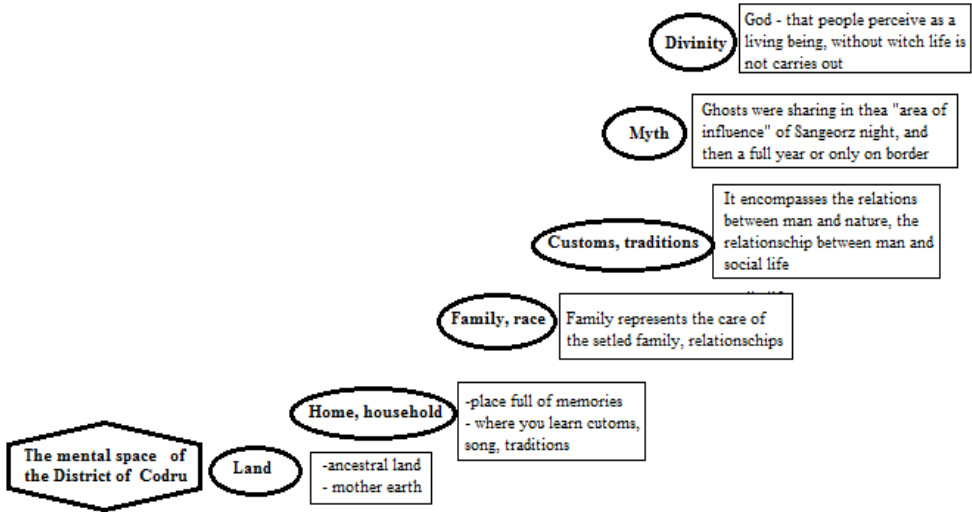 Divinity
God - that people perceive as a
living being, without witch life is
not carries out
Myth
Ghosts were sharing in thea "area of
influence" of Sangeorz night, and
then a full year or only on border
Customs, traditions
It encompasses the relations
between man and nature, the
relationship between man and
social life
Family, race
Family represents the care of
the setled family, relationschips
Home, household
-place full of memories
- where you learn cutoms,
song, traditions
The mental space of
the District of Codru
Land
-ancestral land
- mother earth